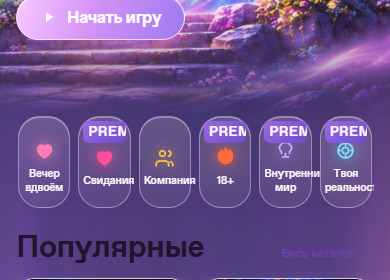 Начать игру
PREM
PREM
PREM
PREM
Вечер вдвоём
Свидания
Компания
18+
Внутренни мир
Твоя реальност
Популярные
Весь каталог